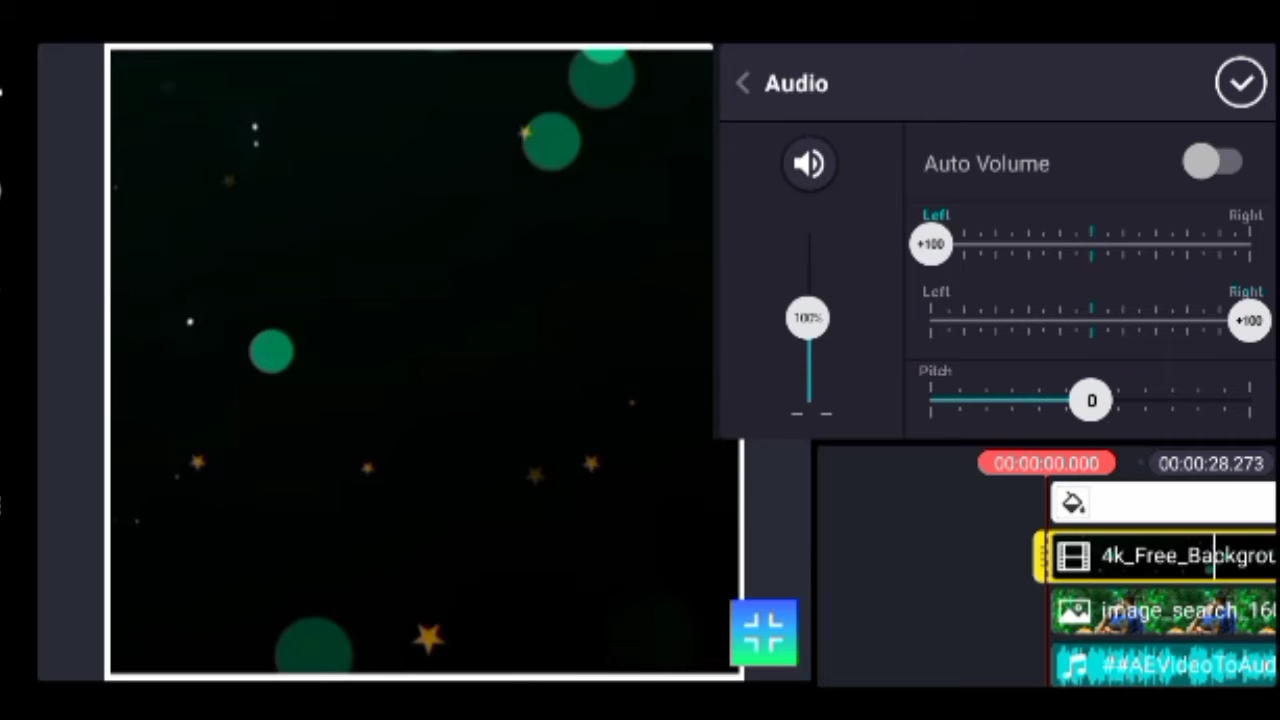 Audio
Auto Volume
Left Right
+100
Left Right
+100
100%
Pitch
0
00:00:00.000 00:00:28.273
4k_Free_Backgrou
image_search_160
##AEVideoToAud